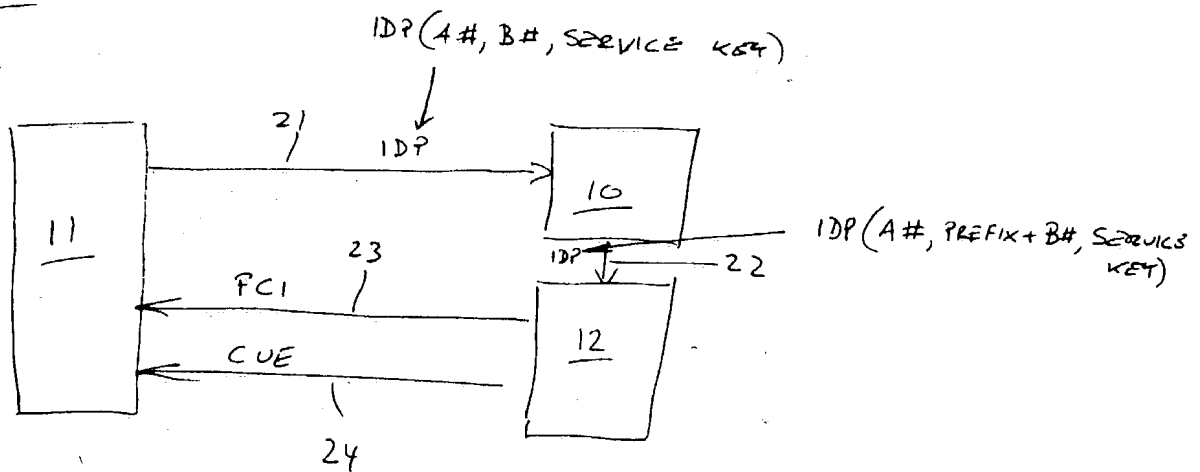 IDP (A #, B #, SERVICE KEY)
21
IDP
10
11
IDP
22
IDP (A #, PREFIX + B#, SERVICE
KEY)
23
FCI
12
CUE
24